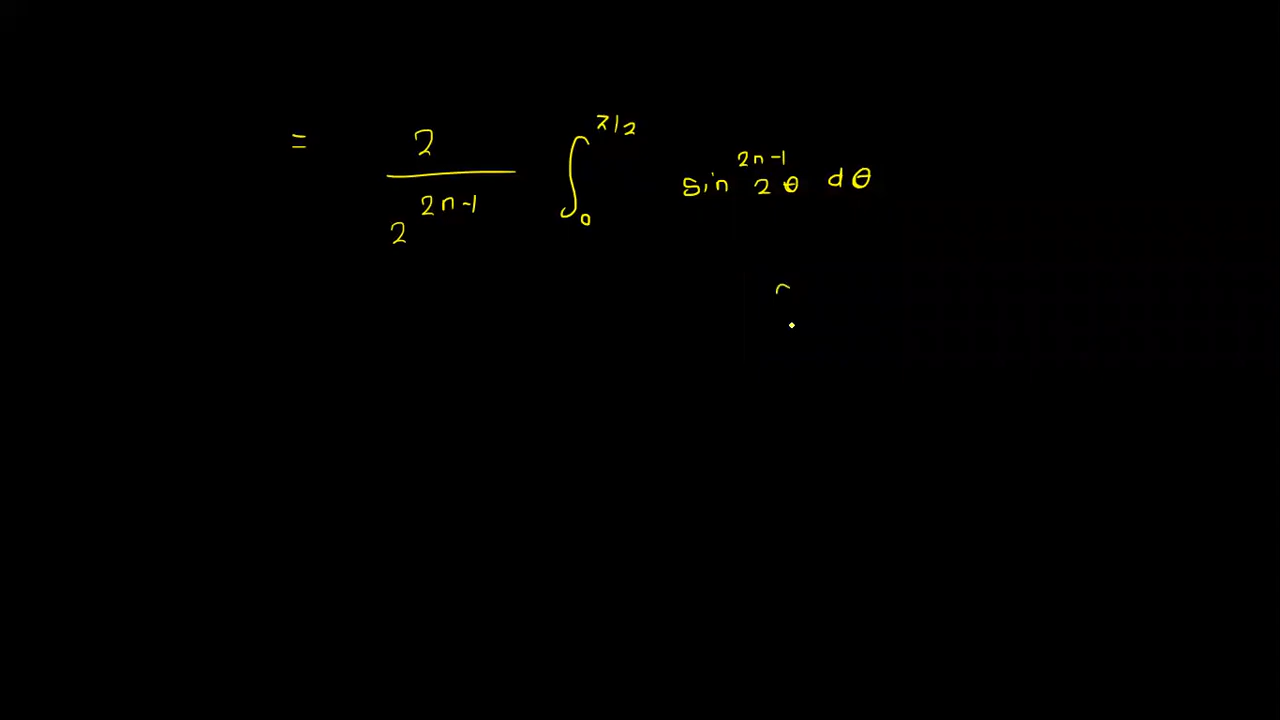 = 2 / 2^{2n-1} ∫_0^{π/2} sin^{2n-1} 2θ dθ